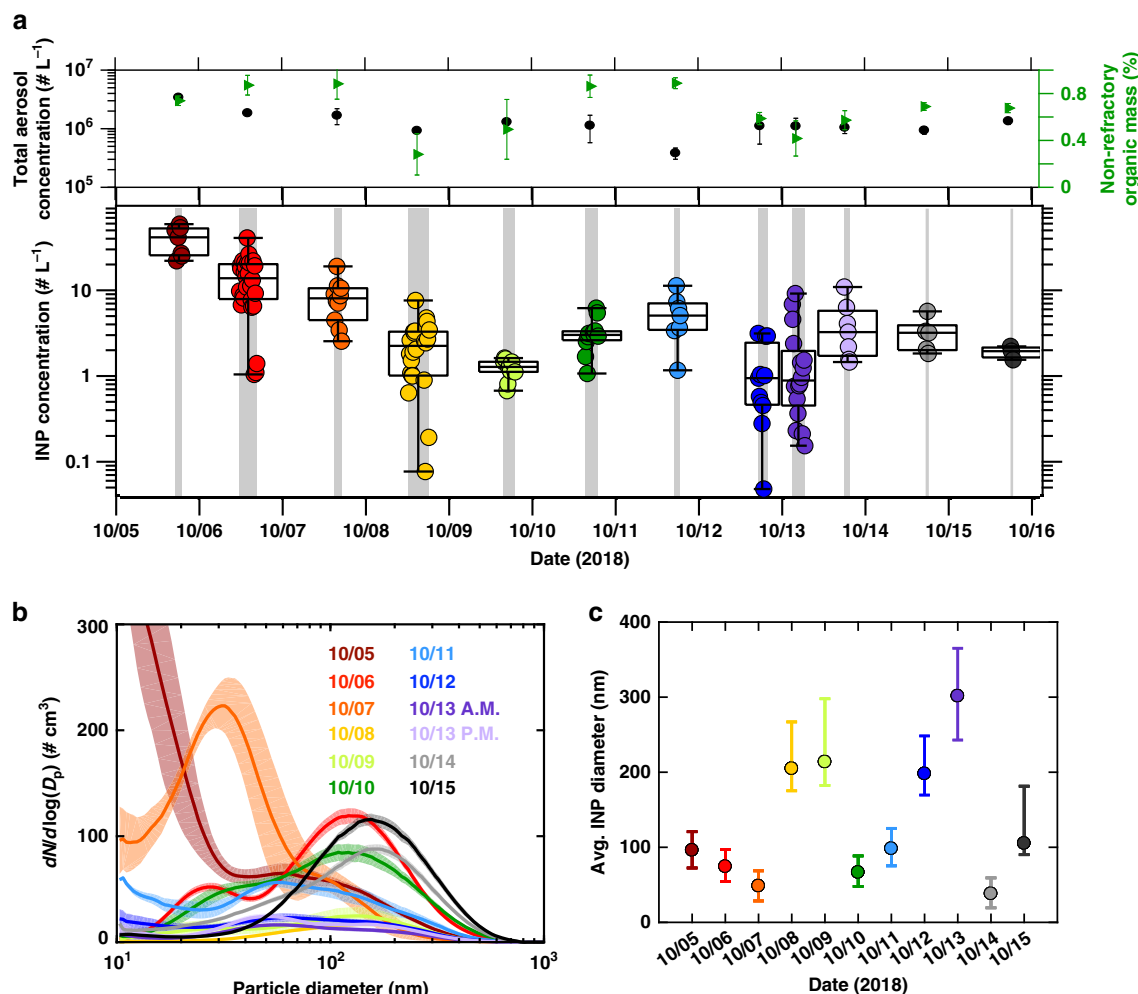 a
Total aerosol
concentration (# L⁻¹)
10⁷
10⁶
10⁵
0.8
0.4
0
Non-refractory
organic mass (%)
INP concentration (# L⁻¹)
10
1
0.1
10/05 10/06 10/07 10/08 10/09 10/10 10/11 10/12 10/13 10/14 10/15 10/16
Date (2018)
b
dN/dlog(Dₚ) (# cm³)
300
200
100
0
10/05 10/11
10/06 10/12
10/07 10/13 A.M.
10/08 10/13 P.M.
10/09 10/14
10/10 10/15
10¹ 10² 10³
Particle diameter (nm)
c
Avg. INP diameter (nm)
400
300
200
100
0
10/05 10/06 10/07 10/08 10/09 10/10 10/11 10/12 10/13 10/14 10/15
Date (2018)